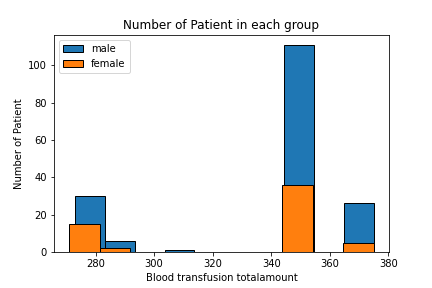 Number of Patient in each group
male
female
Number of Patient
100
80
60
40
20
0
280 300 320 340 360 380
Blood transfusion totalamount